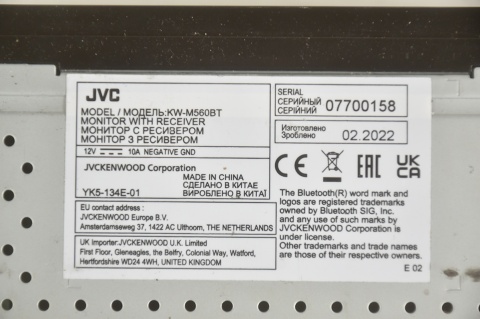 JVC
MODEL / МОДЕЛЬ:KW-M560BT
MONITOR WITH RECEIVER
МОНИТОР С РЕСИВЕРОМ
МОНІТОР З РЕСИВЕРОМ
12V 10A NEGATIVE GND
JVCKENWOOD Corporation
MADE IN CHINA
СДЕЛАНО В КИТАЕ
YK5-134E-01 ВИРОБЛЕНО В КИТАЇ
EU contact address :
JVCKENWOOD Europe B.V.
Amsterdamseweg 37, 1422 AC Uithoorn, THE NETHERLANDS
UK Importer:JVCKENWOOD U.K. Limited
First Floor, Gleneagles, the Belfry, Colonial Way, Watford,
Hertfordshire WD24 4WH, UNITED KINGDOM
SERIAL
СЕРИЙНЫЙ
СЕРІЙНИЙ 07700158
Изготовлено
Зроблено 02.2022
CE EAC UKCA
The Bluetooth(R) word mark and
logos are registered trademarks
owned by Bluetooth SIG, Inc.
and any use of such marks by
JVCKENWOOD Corporation is
under license.
Other trademarks and trade names
are those of their respective owners.
E 02